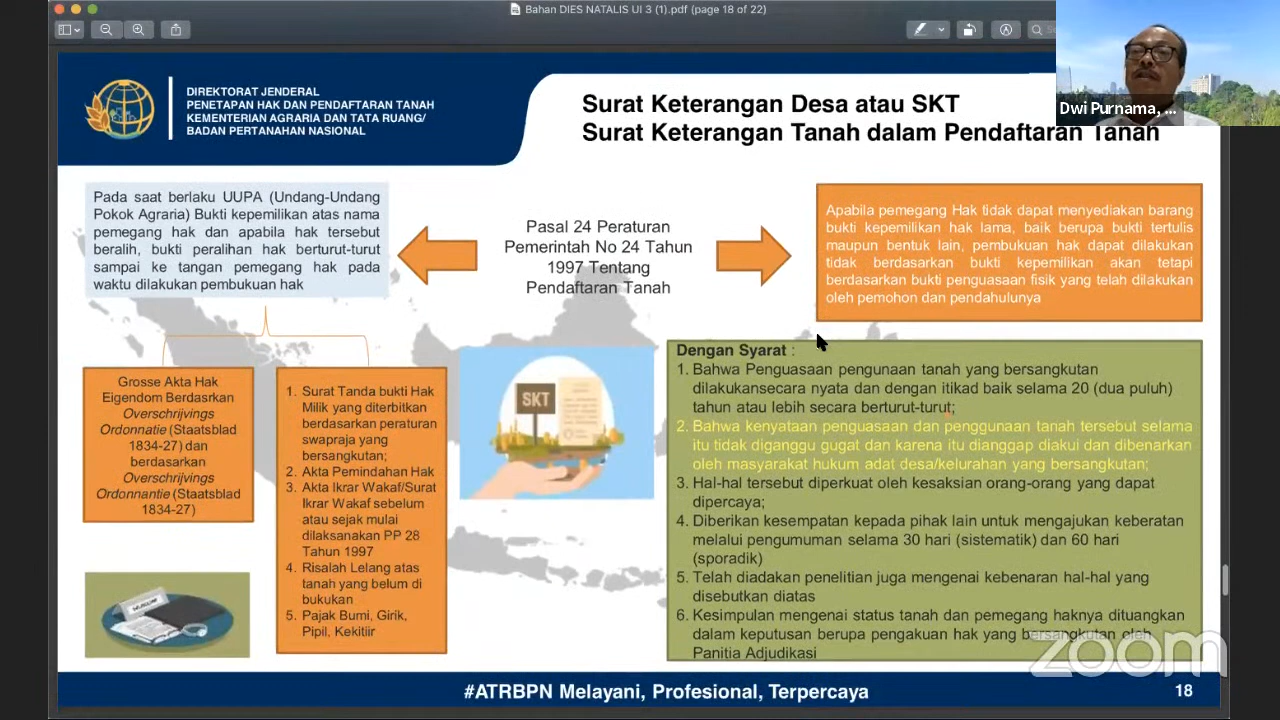 Bahan DIES NATALIS UI 3 (1).pdf (page 18 of 22)
DIREKTORAT JENDERAL
PENETAPAN HAK DAN PENDAFTARAN TANAH
KEMENTERIAN AGRARIA DAN TATA RUANG/
BADAN PERTANAHAN NASIONAL
Surat Keterangan Desa atau SKT
Surat Keterangan Tanah dalam Pendaftaran Tanah
Dwi Purnama, ...
Pada saat berlaku UUPA (Undang-Undang
Pokok Agraria) Bukti kepemilikan atas nama
pemegang hak dan apabila hak tersebut
beralih, bukti peralihan hak berturut-turut
sampai ke tangan pemegang hak pada
waktu dilakukan pembukuan hak
Pasal 24 Peraturan
Pemerintah No 24 Tahun
1997 Tentang
Pendaftaran Tanah
Apabila pemegang Hak tidak dapat menyediakan barang
bukti kepemilikan hak lama, baik berupa bukti tertulis
maupun bentuk lain, pembukuan hak dapat dilakukan
tidak berdasarkan bukti kepemilikan akan tetapi
berdasarkan bukti penguasaan fisik yang telah dilakukan
oleh pemohon dan pendahulunya
Grosse Akta Hak
Eigendom Berdasrkan
Overschrijvings
Ordonnatie (Staatsblad
1834-27) dan
berdasarkan
Overschrijvings
Ordonnantie (Staatsblad
1834-27)
1. Surat Tanda bukti Hak
Milik yang diterbitkan
berdasarkan peraturan
swapraja yang
bersangkutan;
2. Akta Pemindahan Hak
3. Akta Ikrar Wakaf/Surat
Ikrar Wakaf sebelum
atau sejak mulai
dilaksanakan PP 28
Tahun 1997
4. Risalah Lelang atas
tanah yang belum di
bukukan
5. Pajak Bumi, Girik,
Pipil, Kekitiir
SKT
Dengan Syarat :
1. Bahwa Penguasaan pengunaan tanah yang bersangkutan
dilakukansecara nyata dan dengan itikad baik selama 20 (dua puluh)
tahun atau lebih secara berturut-turut;
2. Bahwa kenyataan penguasaan dan penggunaan tanah tersebut selama
itu tidak diganggu gugat dan karena itu dianggap diakui dan dibenarkan
oleh masyarakat hukum adat desa/kelurahan yang bersangkutan;
3. Hal-hal tersebut diperkuat oleh kesaksian orang-orang yang dapat
dipercaya;
4. Diberikan kesempatan kepada pihak lain untuk mengajukan keberatan
melalui pengumuman selama 30 hari (sistematik) dan 60 hari
(sporadik)
5. Telah diadakan penelitian juga mengenai kebenaran hal-hal yang
disebutkan diatas
6. Kesimpulan mengenai status tanah dan pemegang haknya dituangkan
dalam keputusan berupa pengakuan hak yang bersangkutan oleh
Panitia Adjudikasi
zoom
#ATRBPN Melayani, Profesional, Terpercaya
18